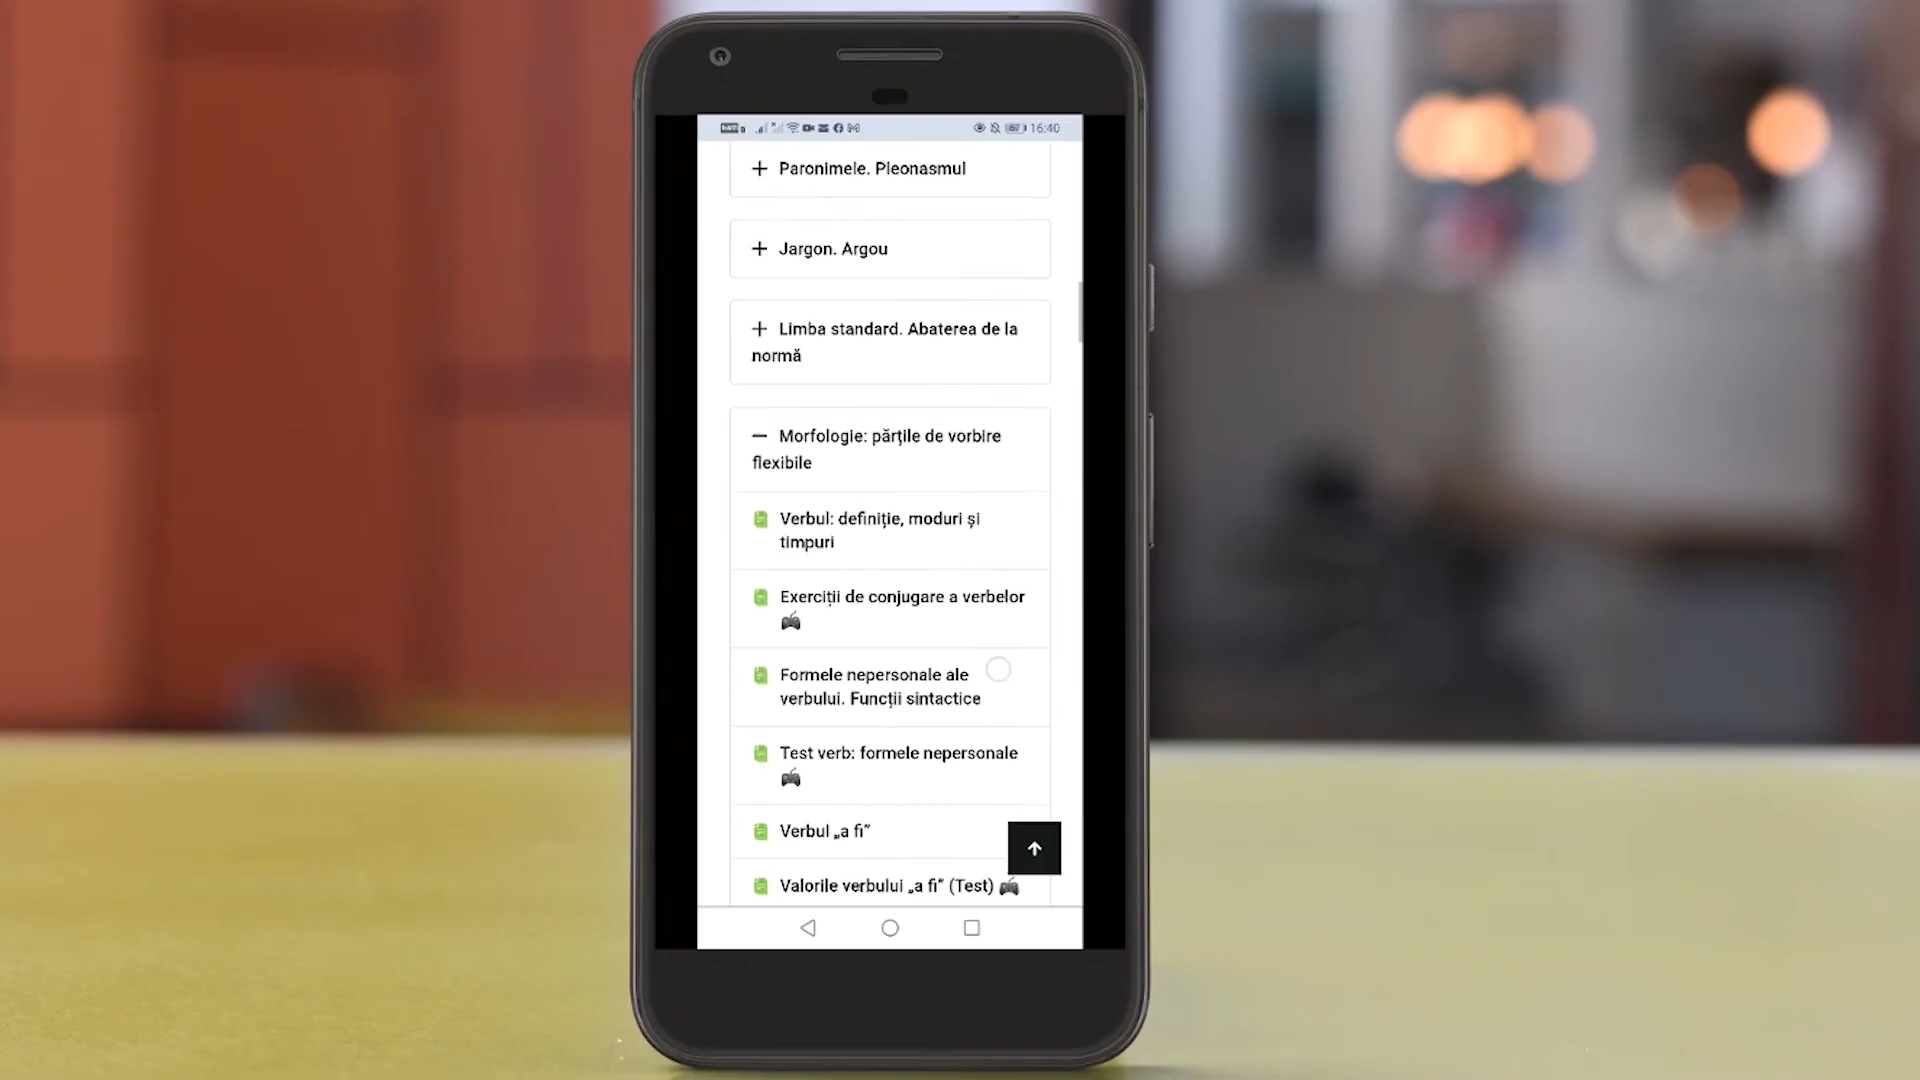 67 16:40
+ Paronimele. Pleonasmul
+ Jargon. Argou
+ Limba standard. Abaterea de la
normă
− Morfologie: părțile de vorbire
flexibile
Verbul: definiție, moduri și
timpuri
Exerciții de conjugare a verbelor
Formele nepersonale ale
verbului. Funcții sintactice
Test verb: formele nepersonale
Verbul „a fi”
Valorile verbului „a fi” (Test)